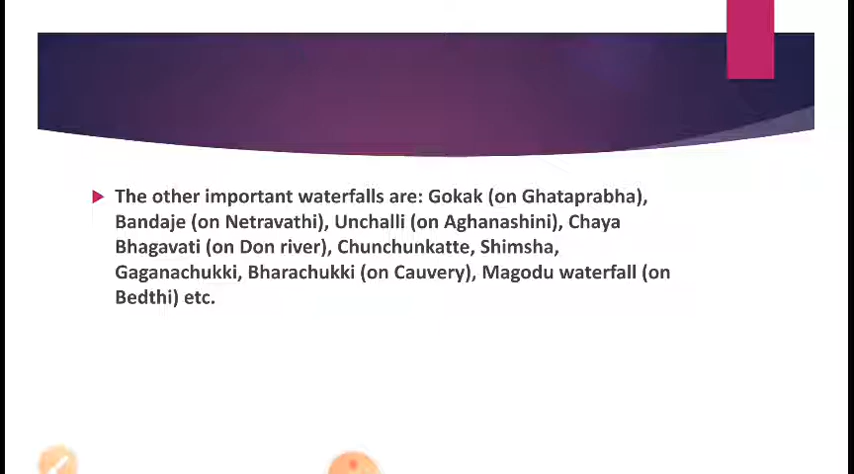 The other important waterfalls are: Gokak (on Ghataprabha),
Bandaje (on Netravathi), Unchalli (on Aghanashini), Chaya
Bhagavati (on Don river), Chunchunkatte, Shimsha,
Gaganachukki, Bharachukki (on Cauvery), Magodu waterfall (on
Bedthi) etc.